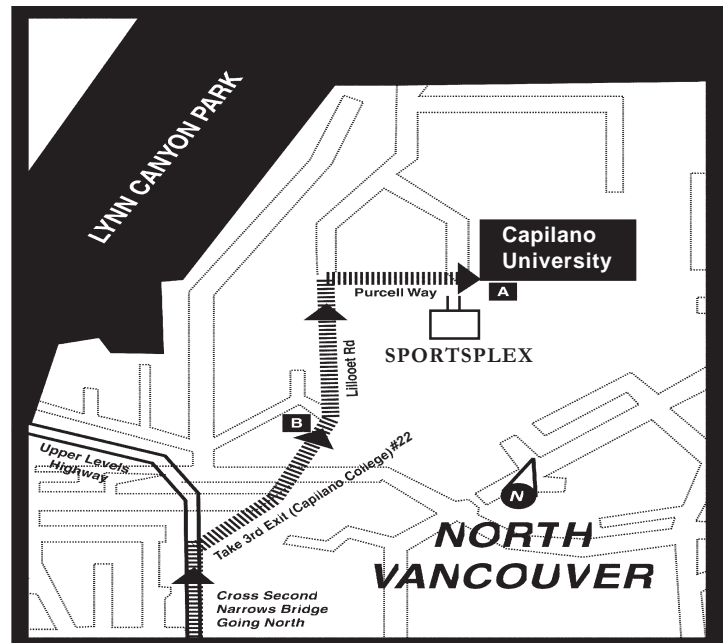 LYNN CANYON PARK
Capilano
University
A
Purcell Way
SPORTSPLEX
Lillooet Rd
B
Upper Levels
Highway
Take 3rd Exit (Capilano College)#22
N
NORTH
VANCOUVER
Cross Second
Narrows Bridge
Going North